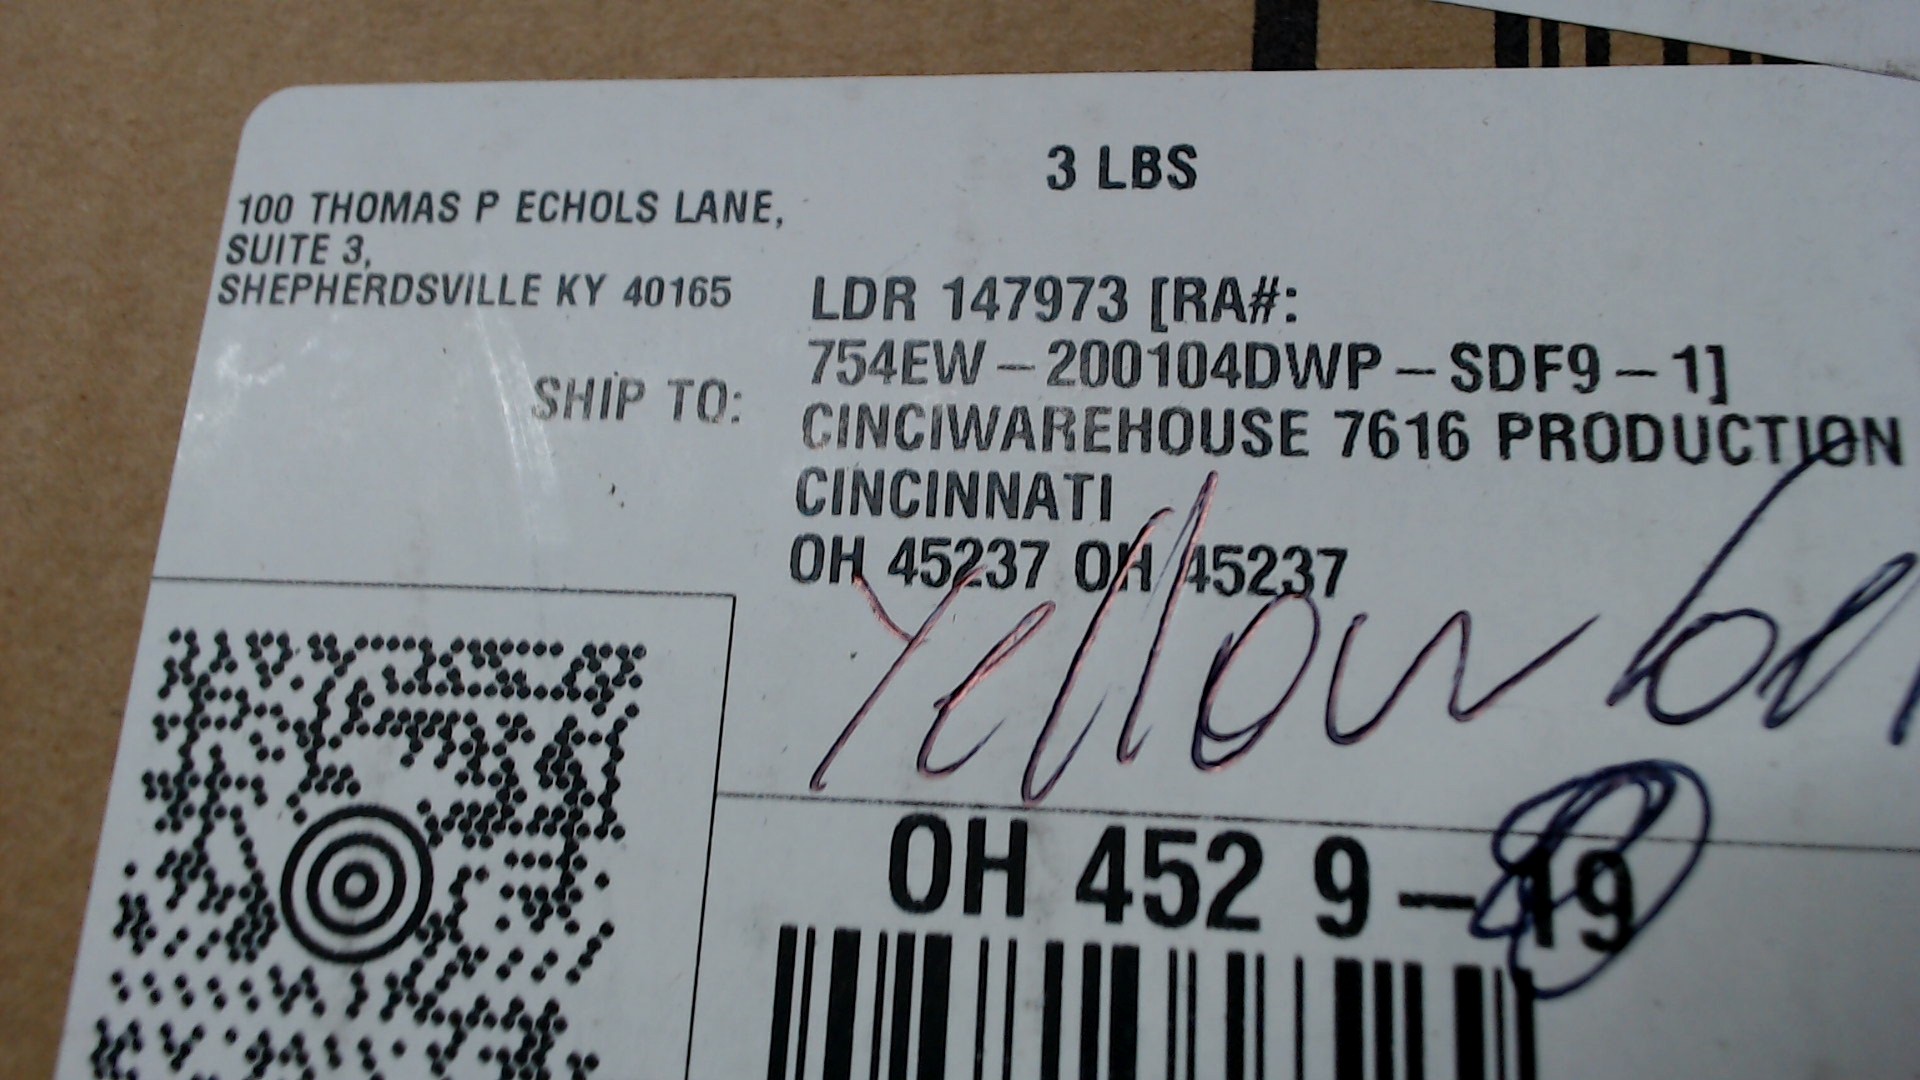 3 LBS
100 THOMAS P ECHOLS LANE,
SUITE 3,
SHEPHERDSVILLE KY 40165
LDR 147973 [RA#:
754EW-200104DWP-SDF9-1]
SHIP TO:
CINCIWAREHOUSE 7616 PRODUCTION
CINCINNATI
OH 45237 OH 45237
Yellow
OH 452 9-19